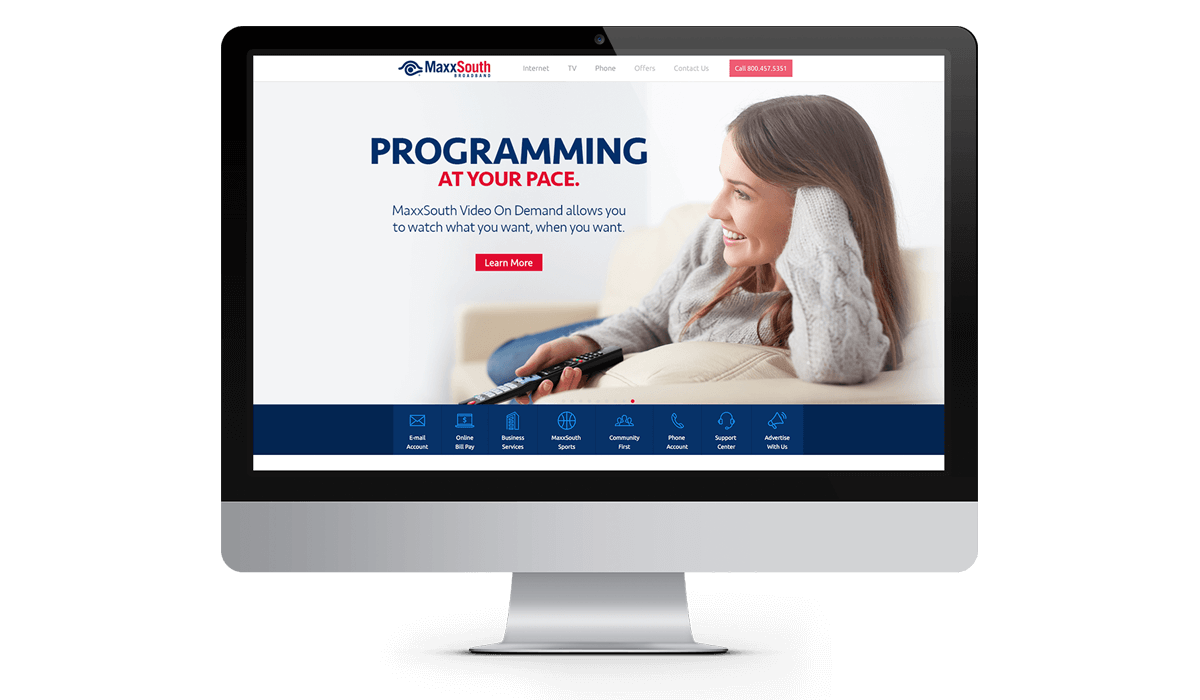 MaxxSouth
BROADBAND
Internet TV Phone Offers Contact Us Call 800.457.5351
PROGRAMMING
AT YOUR PACE.
MaxxSouth Video On Demand allows you
to watch what you want, when you want.
Learn More
E-mail
Account
Online
Bill Pay
Business
Services
MaxxSouth
Sports
Community
First
Phone
Account
Support
Center
Advertise
With Us